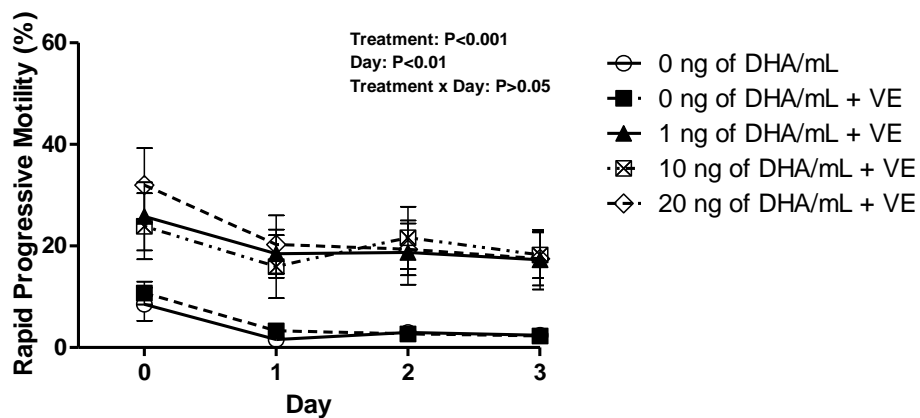 Rapid Progressive Motility (%)
60
40
20
0
0
1
2
3
Day
Treatment: P<0.001
Day: P<0.01
Treatment x Day: P>0.05
0 ng of DHA/mL
0 ng of DHA/mL + VE
1 ng of DHA/mL + VE
10 ng of DHA/mL + VE
20 ng of DHA/mL + VE